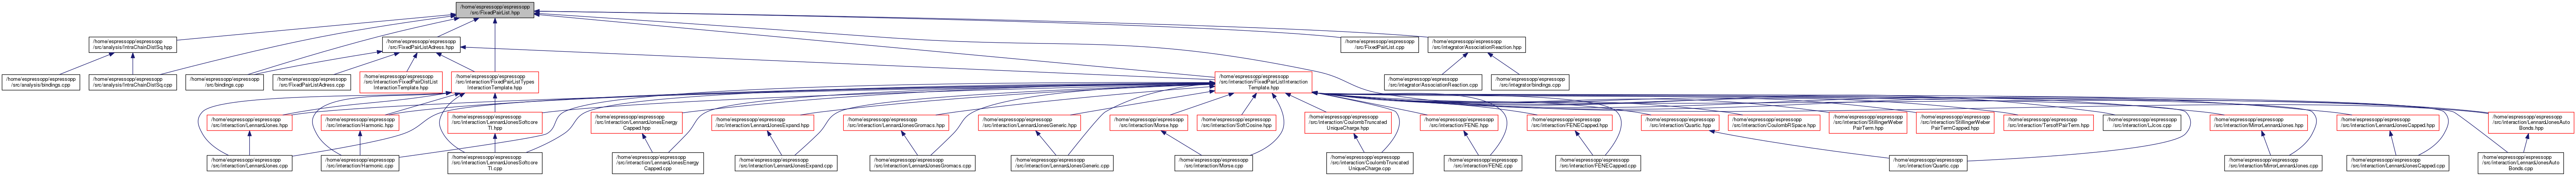 /home/espressopp/espressopp
/src/FixedPairList.hpp
/home/espressopp/espressopp
/src/analysis/IntraChainDistSq.hpp
/home/espressopp/espressopp
/src/FixedPairListAdress.hpp
/home/espressopp/espressopp
/src/FixedPairList.cpp
/home/espressopp/espressopp
/src/integrator/AssociationReaction.hpp
/home/espressopp/espressopp
/src/analysis/bindings.cpp
/home/espressopp/espressopp
/src/analysis/IntraChainDistSq.cpp
/home/espressopp/espressopp
/src/bindings.cpp
/home/espressopp/espressopp
/src/FixedPairListAdress.cpp
/home/espressopp/espressopp
/src/interaction/FixedPairDistList
InteractionTemplate.hpp
/home/espressopp/espressopp
/src/interaction/FixedPairListTypes
InteractionTemplate.hpp
/home/espressopp/espressopp
/src/interaction/FixedPairListInteraction
Template.hpp
/home/espressopp/espressopp
/src/integrator/AssociationReaction.cpp
/home/espressopp/espressopp
/src/integrator/bindings.cpp
/home/espressopp/espressopp
/src/interaction/LennardJones.hpp
/home/espressopp/espressopp
/src/interaction/Harmonic.hpp
/home/espressopp/espressopp
/src/interaction/LennardJonesSoftcore
TI.hpp
/home/espressopp/espressopp
/src/interaction/LennardJonesEnergy
Capped.hpp
/home/espressopp/espressopp
/src/interaction/LennardJonesExpand.hpp
/home/espressopp/espressopp
/src/interaction/LennardJonesGromacs.hpp
/home/espressopp/espressopp
/src/interaction/LennardJonesGeneric.hpp
/home/espressopp/espressopp
/src/interaction/Morse.hpp
/home/espressopp/espressopp
/src/interaction/SoftCosine.hpp
/home/espressopp/espressopp
/src/interaction/CoulombTruncated
UniqueCharge.hpp
/home/espressopp/espressopp
/src/interaction/FENE.hpp
/home/espressopp/espressopp
/src/interaction/FENECapped.hpp
/home/espressopp/espressopp
/src/interaction/Quartic.hpp
/home/espressopp/espressopp
/src/interaction/CoulombRSpace.hpp
/home/espressopp/espressopp
/src/interaction/StillingerWeber
PairTerm.hpp
/home/espressopp/espressopp
/src/interaction/StillingerWeber
PairTermCapped.hpp
/home/espressopp/espressopp
/src/interaction/TersoffPairTerm.hpp
/home/espressopp/espressopp
/src/interaction/LJcos.cpp
/home/espressopp/espressopp
/src/interaction/MirrorLennardJones.hpp
/home/espressopp/espressopp
/src/interaction/LennardJonesCapped.hpp
/home/espressopp/espressopp
/src/interaction/LennardJonesAuto
Bonds.hpp
/home/espressopp/espressopp
/src/interaction/LennardJones.cpp
/home/espressopp/espressopp
/src/interaction/Harmonic.cpp
/home/espressopp/espressopp
/src/interaction/LennardJonesSoftcore
TI.cpp
/home/espressopp/espressopp
/src/interaction/LennardJonesEnergy
Capped.cpp
/home/espressopp/espressopp
/src/interaction/LennardJonesExpand.cpp
/home/espressopp/espressopp
/src/interaction/LennardJonesGromacs.cpp
/home/espressopp/espressopp
/src/interaction/LennardJonesGeneric.cpp
/home/espressopp/espressopp
/src/interaction/Morse.cpp
/home/espressopp/espressopp
/src/interaction/CoulombTruncated
UniqueCharge.cpp
/home/espressopp/espressopp
/src/interaction/FENE.cpp
/home/espressopp/espressopp
/src/interaction/FENECapped.cpp
/home/espressopp/espressopp
/src/interaction/Quartic.cpp
/home/espressopp/espressopp
/src/interaction/MirrorLennardJones.cpp
/home/espressopp/espressopp
/src/interaction/LennardJonesCapped.cpp
/home/espressopp/espressopp
/src/interaction/LennardJonesAuto
Bonds.cpp